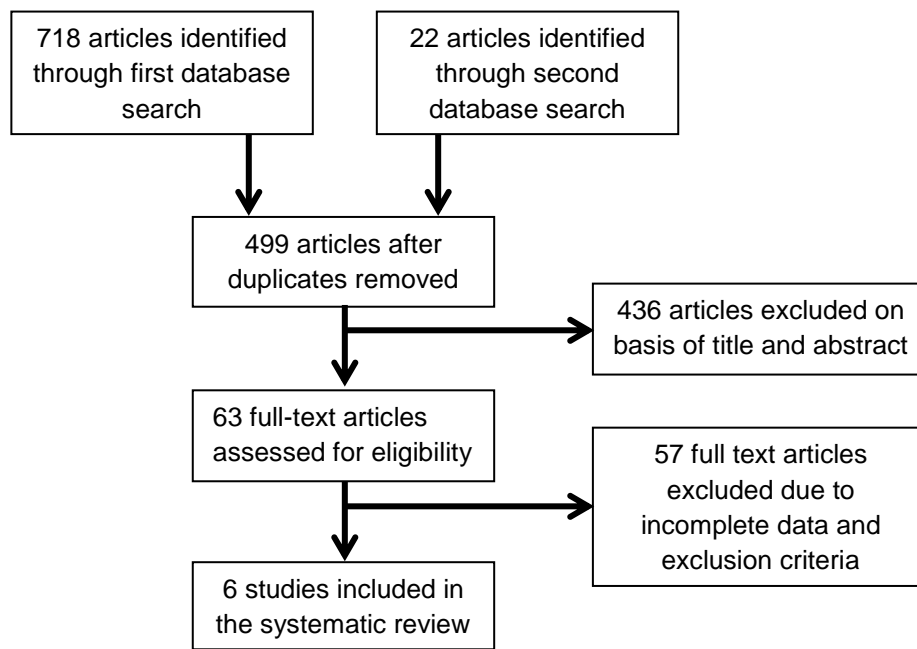 718 articles identified
through first database
search
22 articles identified
through second
database search
499 articles after
duplicates removed
436 articles excluded on
basis of title and abstract
63 full-text articles
assessed for eligibility
57 full text articles
excluded due to
incomplete data and
exclusion criteria
6 studies included in
the systematic review